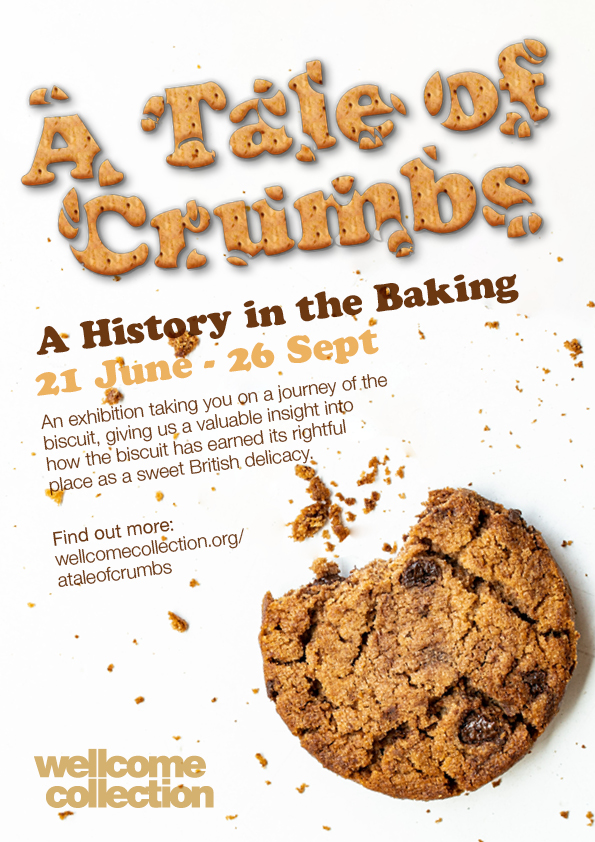 A Tale of
Crumbs
A History in the Baking
21 June - 26 Sept
An exhibition taking you on a journey of the
biscuit, giving us a valuable insight into
how the biscuit has earned its rightful
place as a sweet British delicacy.
Find out more:
wellcomecollection.org/
ataleofcrumbs
wellcome
collection